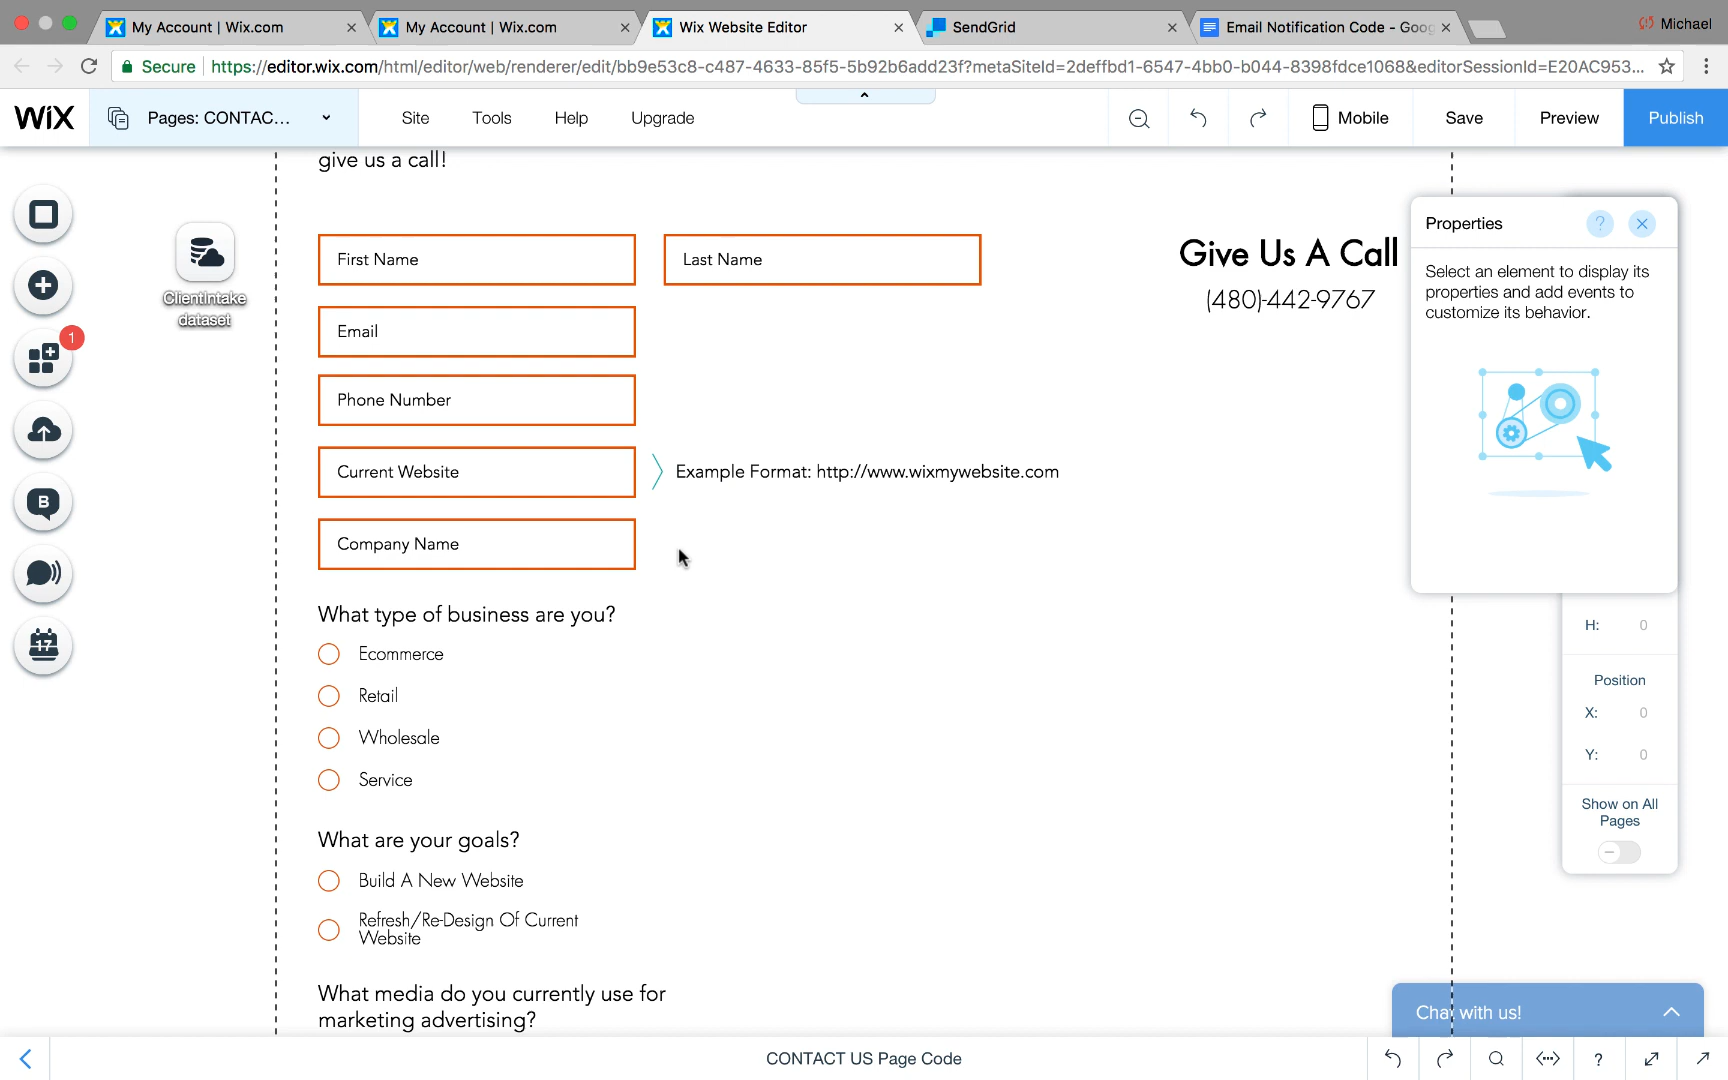 My Account | Wix.com
My Account | Wix.com
Wix Website Editor
SendGrid
Email Notification Code - Goog
Michael
Secure
https://editor.wix.com/html/editor/web/renderer/edit/bb9e53c8-c487-4633-85f5-5b92b6add23f?metaSiteId=2deffbd1-6547-4bb0-b044-8398fdce1068&editorSessionId=E20AC953...
WiX
Pages: CONTAC...
Site
Tools
Help
Upgrade
Mobile
Save
Preview
Publish
give us a call!
1
B
17
ClientIntake
dataset
First Name
Last Name
Email
Phone Number
Current Website
Example Format: http://www.wixmywebsite.com
Company Name
Give Us A Call
(480)-442-9767
What type of business are you?
Ecommerce
Retail
Wholesale
Service
What are your goals?
Build A New Website
Refresh/Re-Design Of Current
Website
What media do you currently use for
marketing advertising?
Properties
?
Select an element to display its
properties and add events to
customize its behavior.
H: 0
Position
X: 0
Y: 0
Show on All
Pages
Chat with us!
CONTACT US Page Code
?